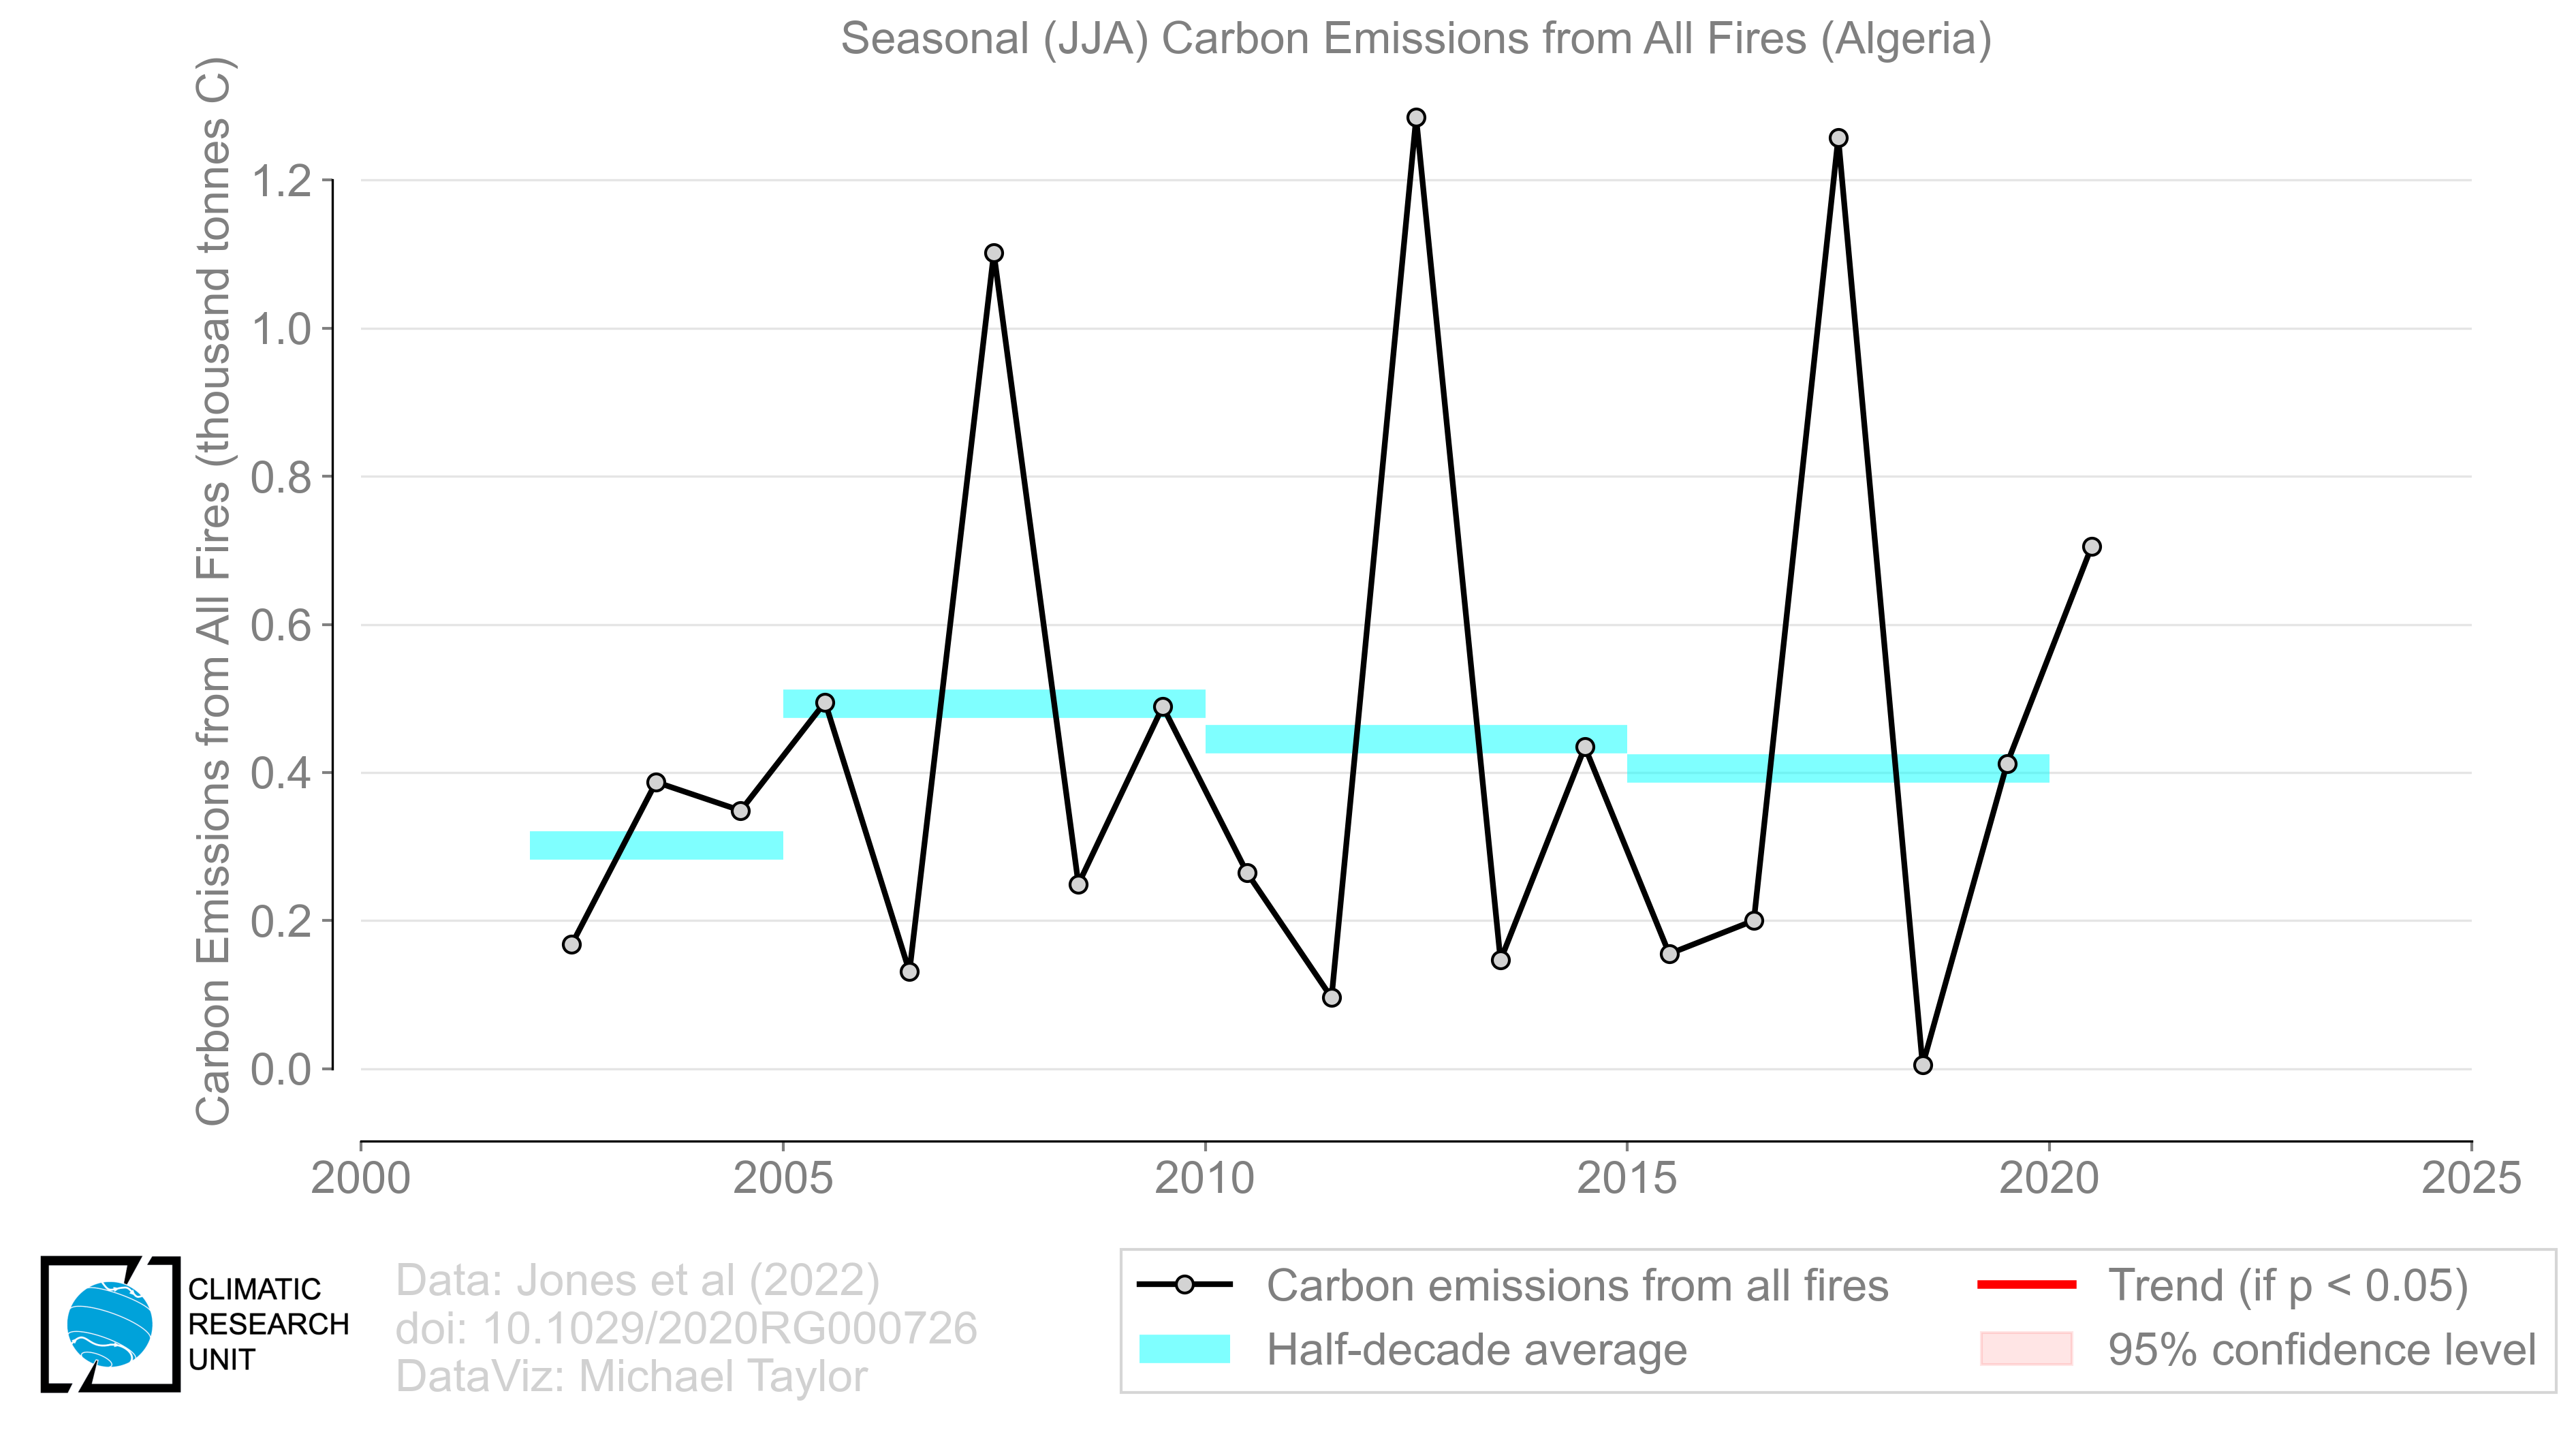 Seasonal (JJA) Carbon Emissions from All Fires (Algeria)
Carbon Emissions from All Fires (thousand tonnes C)
1.2
1.0
0.8
0.6
0.4
0.2
0.0
2000 2005 2010 2015 2020 2025
CLIMATIC
RESEARCH
UNIT
Data: Jones et al (2022)
doi: 10.1029/2020RG000726
DataViz: Michael Taylor
Carbon emissions from all fires
Half-decade average
Trend (if p < 0.05)
95% confidence level